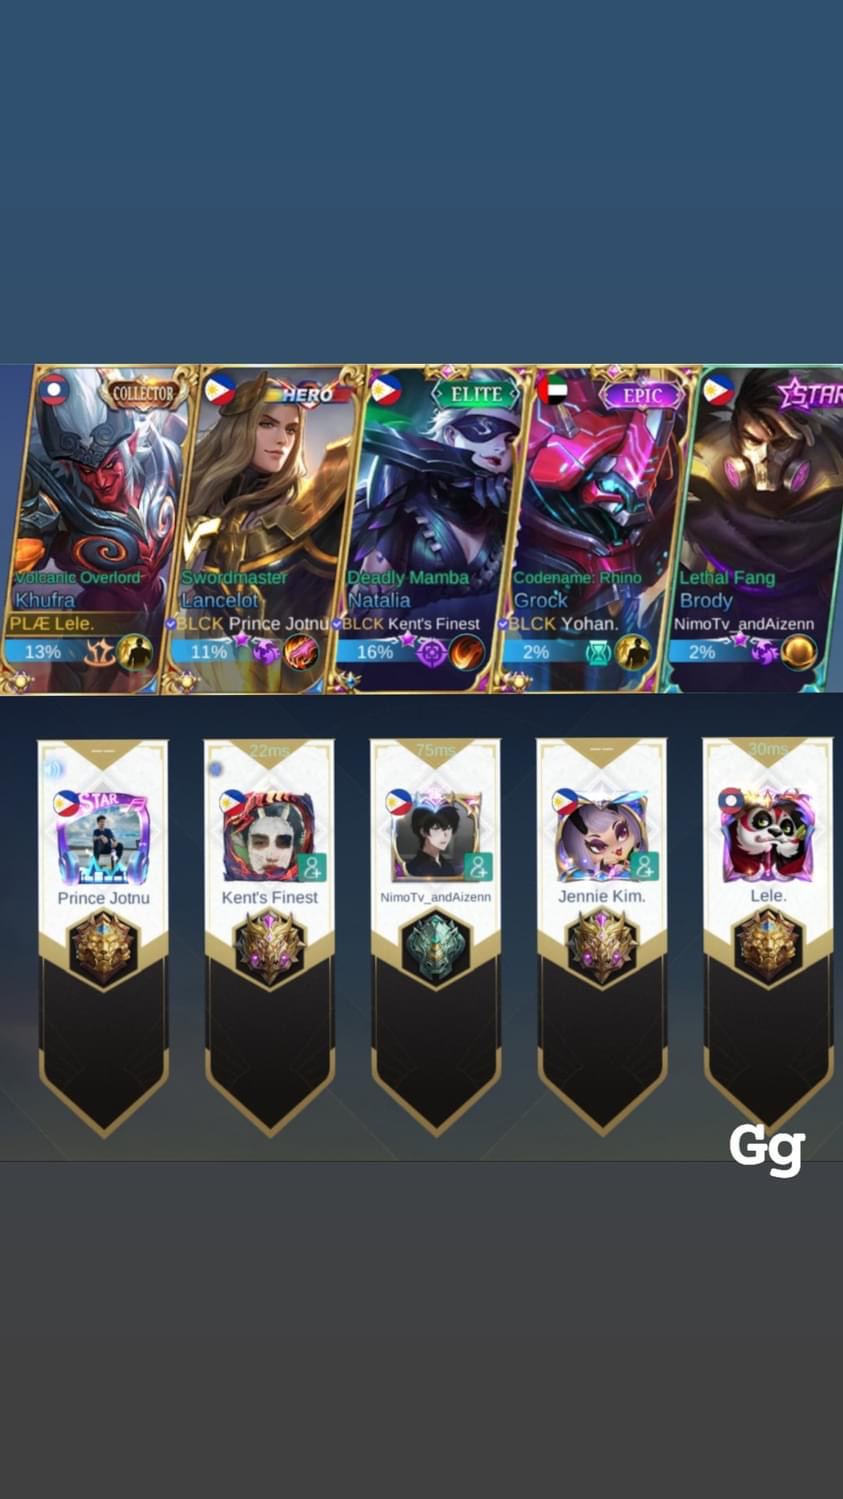 COLLECTOR
Volcanic Overlord
Khufra
PLÆ Lele.
13%
HERO
Swordmaster
Lancelot
BLCK Prince Jotnu
11%
ELITE
Deadly Mamba
Natalia
BLCK Kent's Finest
16%
EPIC
Codename: Rhino
Grock
BLCK Yohan.
2%
STAR
Lethal Fang
Brody
NimoTv_andAizenn
2%
STAR
Prince Jotnu
22ms
Kent's Finest
75ms
NimoTv_andAizenn
Jennie Kim.
30ms
Lele.
Gg